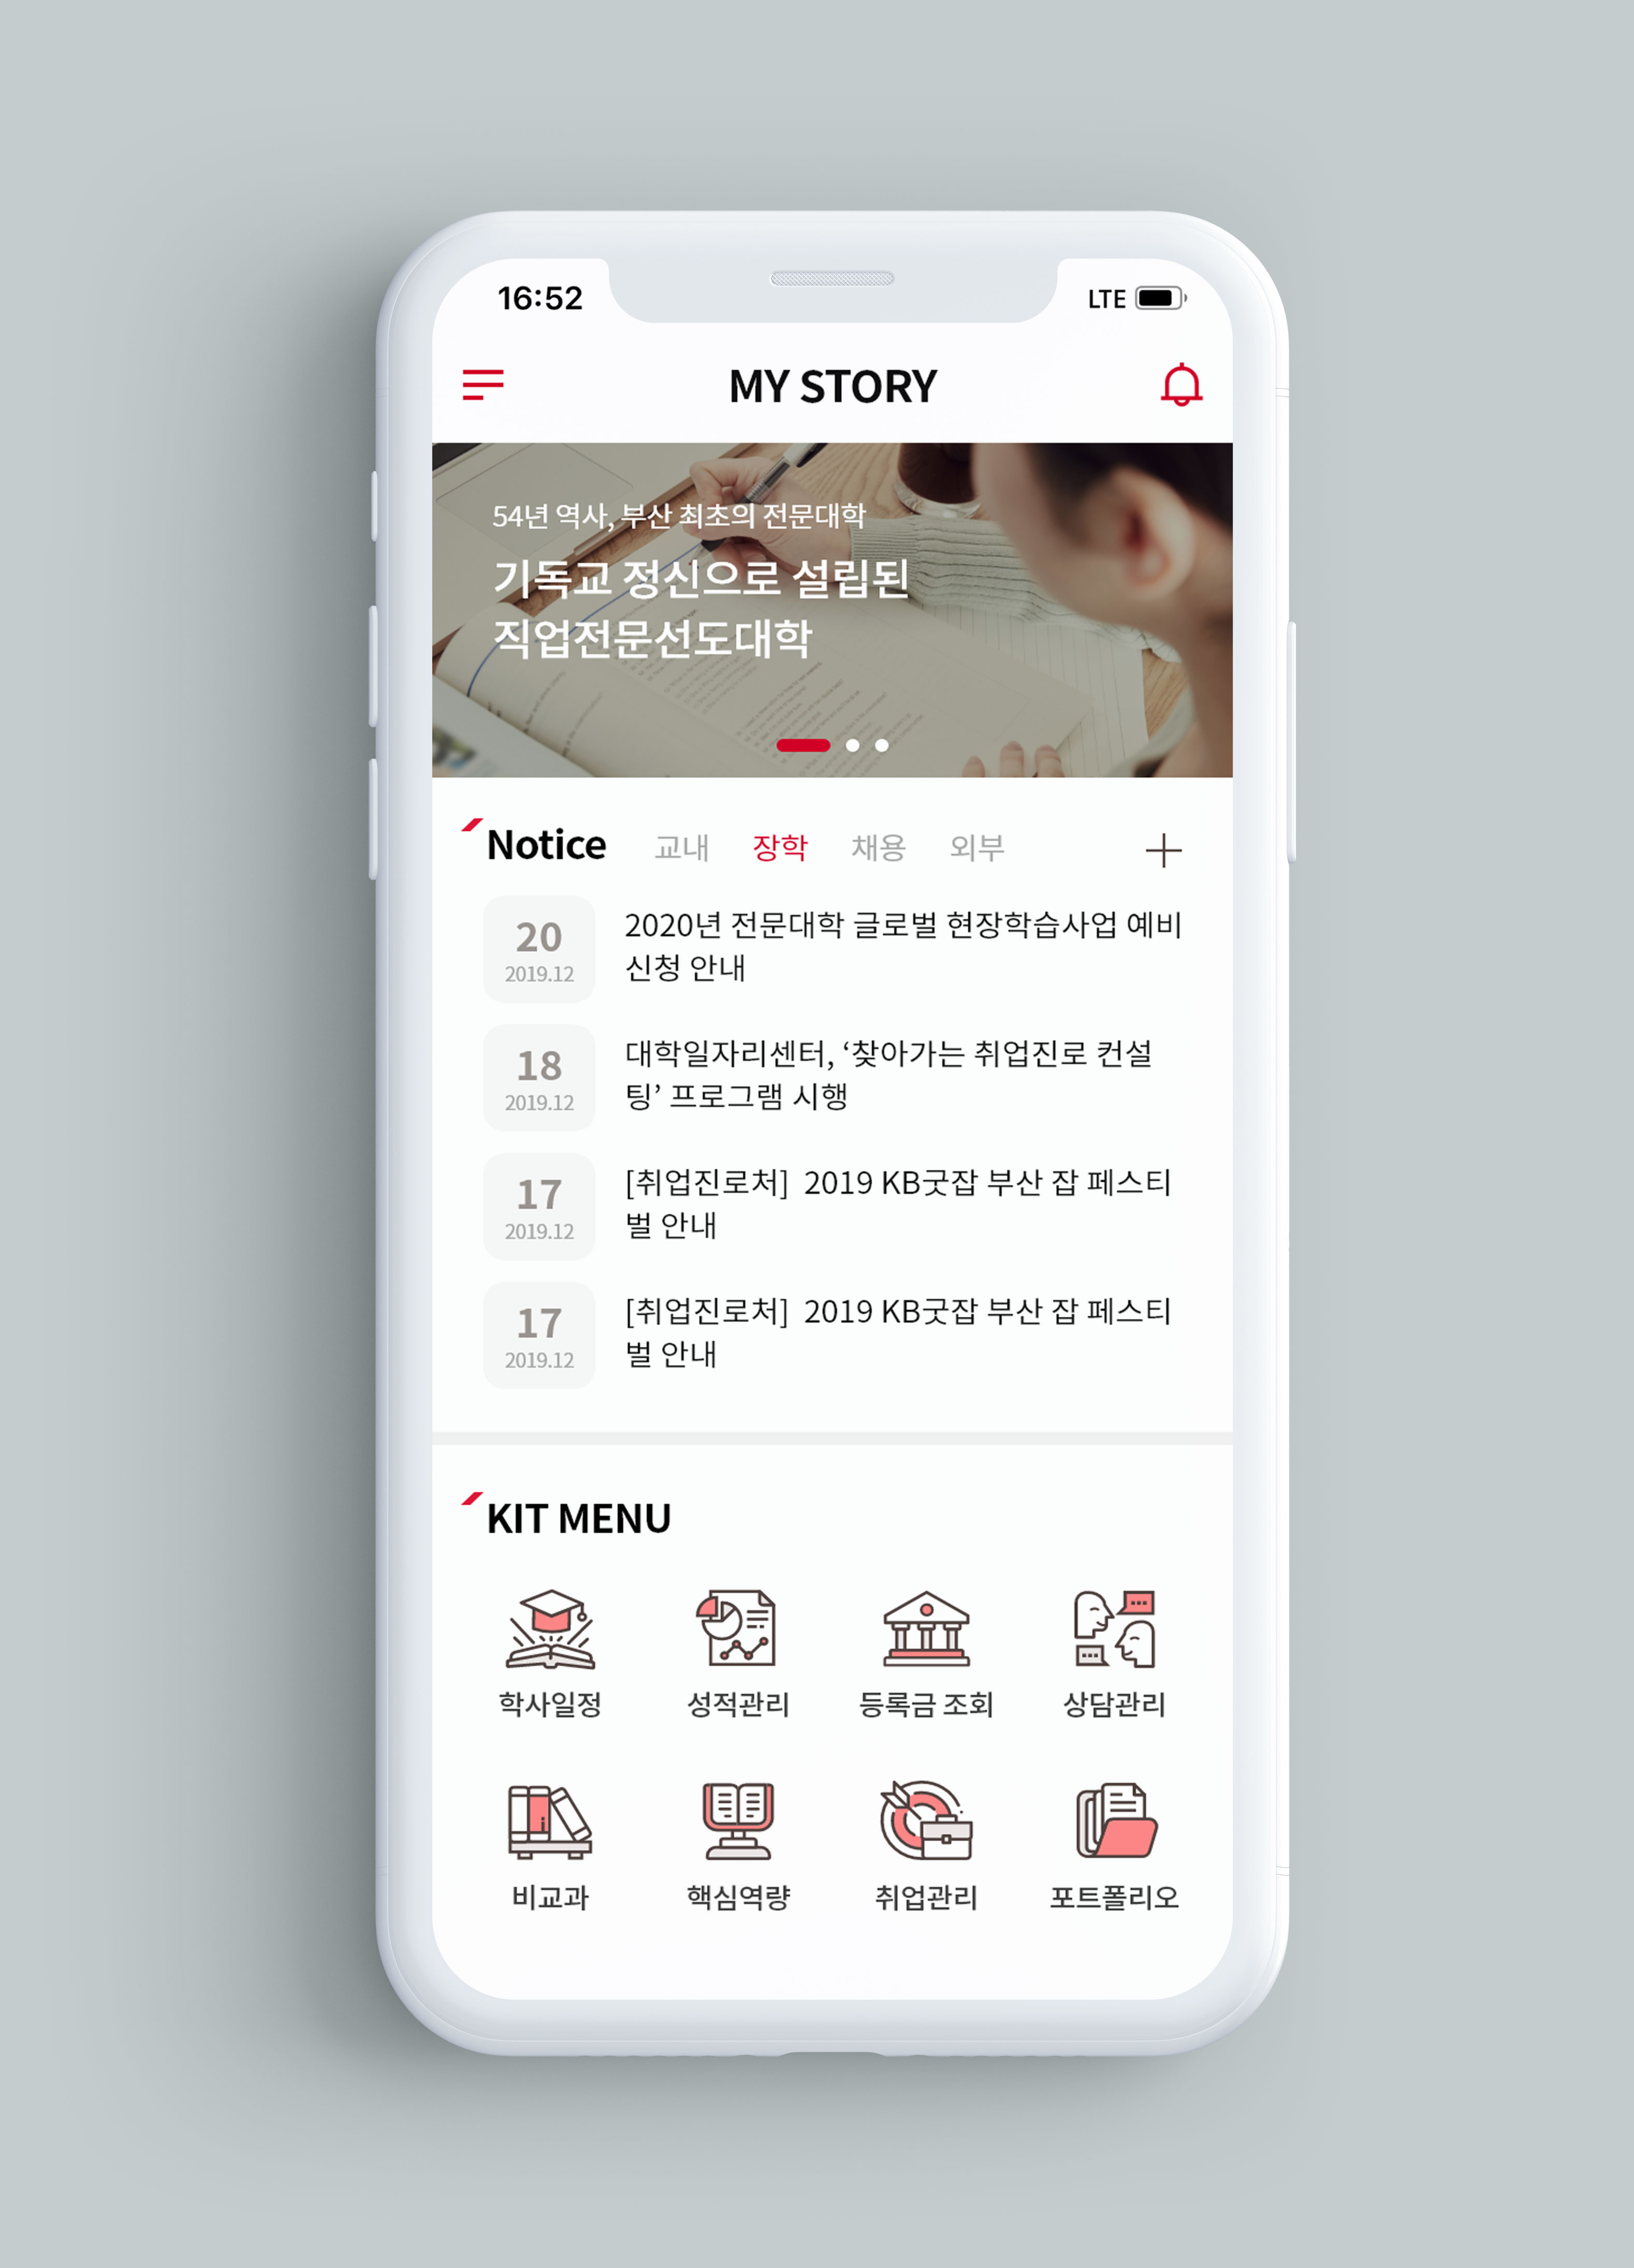 16:52 LTE
MY STORY
54년 역사, 부산 최초의 전문대학
기독교 정신으로 설립된
직업전문선도대학
Notice 교내 장학 채용 외부
20
2019.12
2020년 전문대학 글로벌 현장학습사업 예비
신청 안내
18
2019.12
대학일자리센터, ‘찾아가는 취업진로 컨설
팅’ 프로그램 시행
17
2019.12
[취업진로처] 2019 KB굿잡 부산 잡 페스티
벌 안내
17
2019.12
[취업진로처] 2019 KB굿잡 부산 잡 페스티
벌 안내
KIT MENU
학사일정 성적관리 등록금 조회 상담관리
비교과 핵심역량 취업관리 포트폴리오